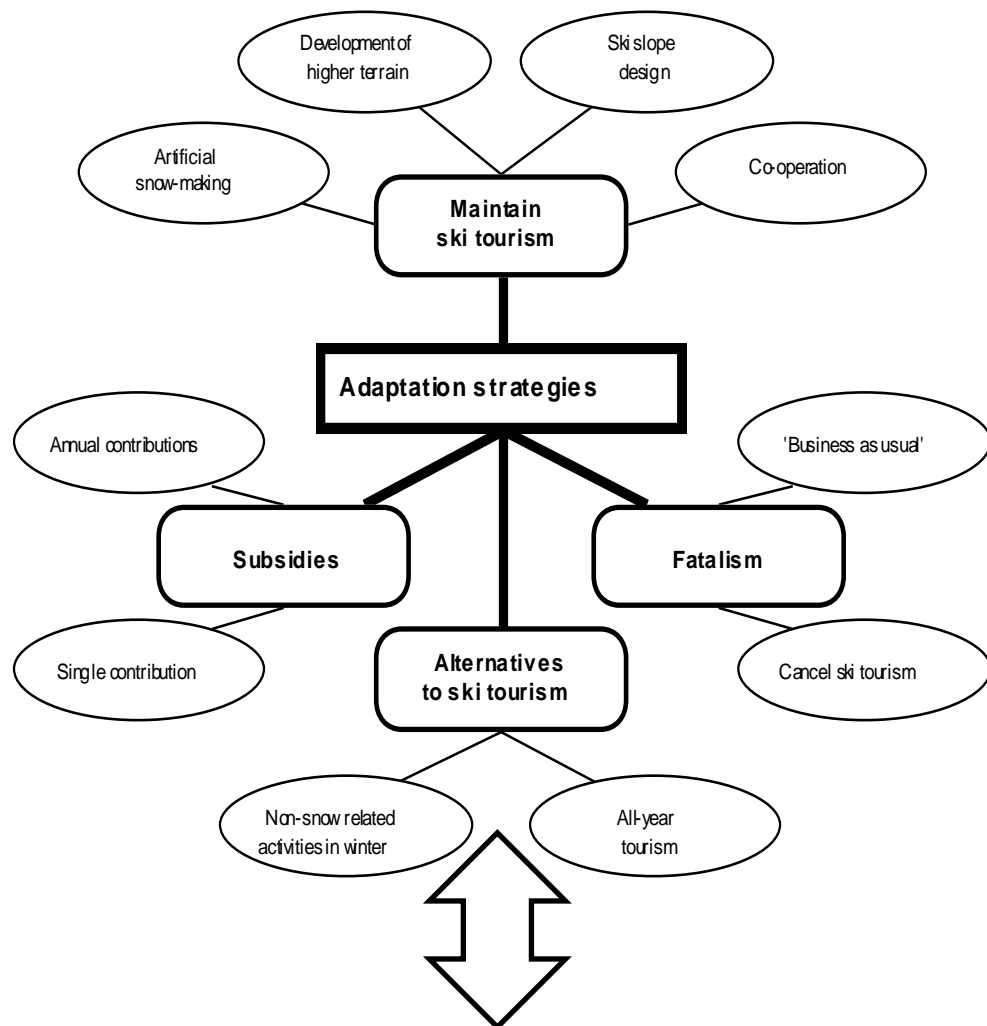 Development of
higher terrain
Ski slope
design
Artificial
snow-making
Co-operation
Maintain
ski tourism
Adaptation strategies
Annual contributions
'Business as usual'
Subsidies
Fatalism
Single contribution
Alternatives
to ski tourism
Cancel ski tourism
Non-snow related
activities in winter
All-year
tourism